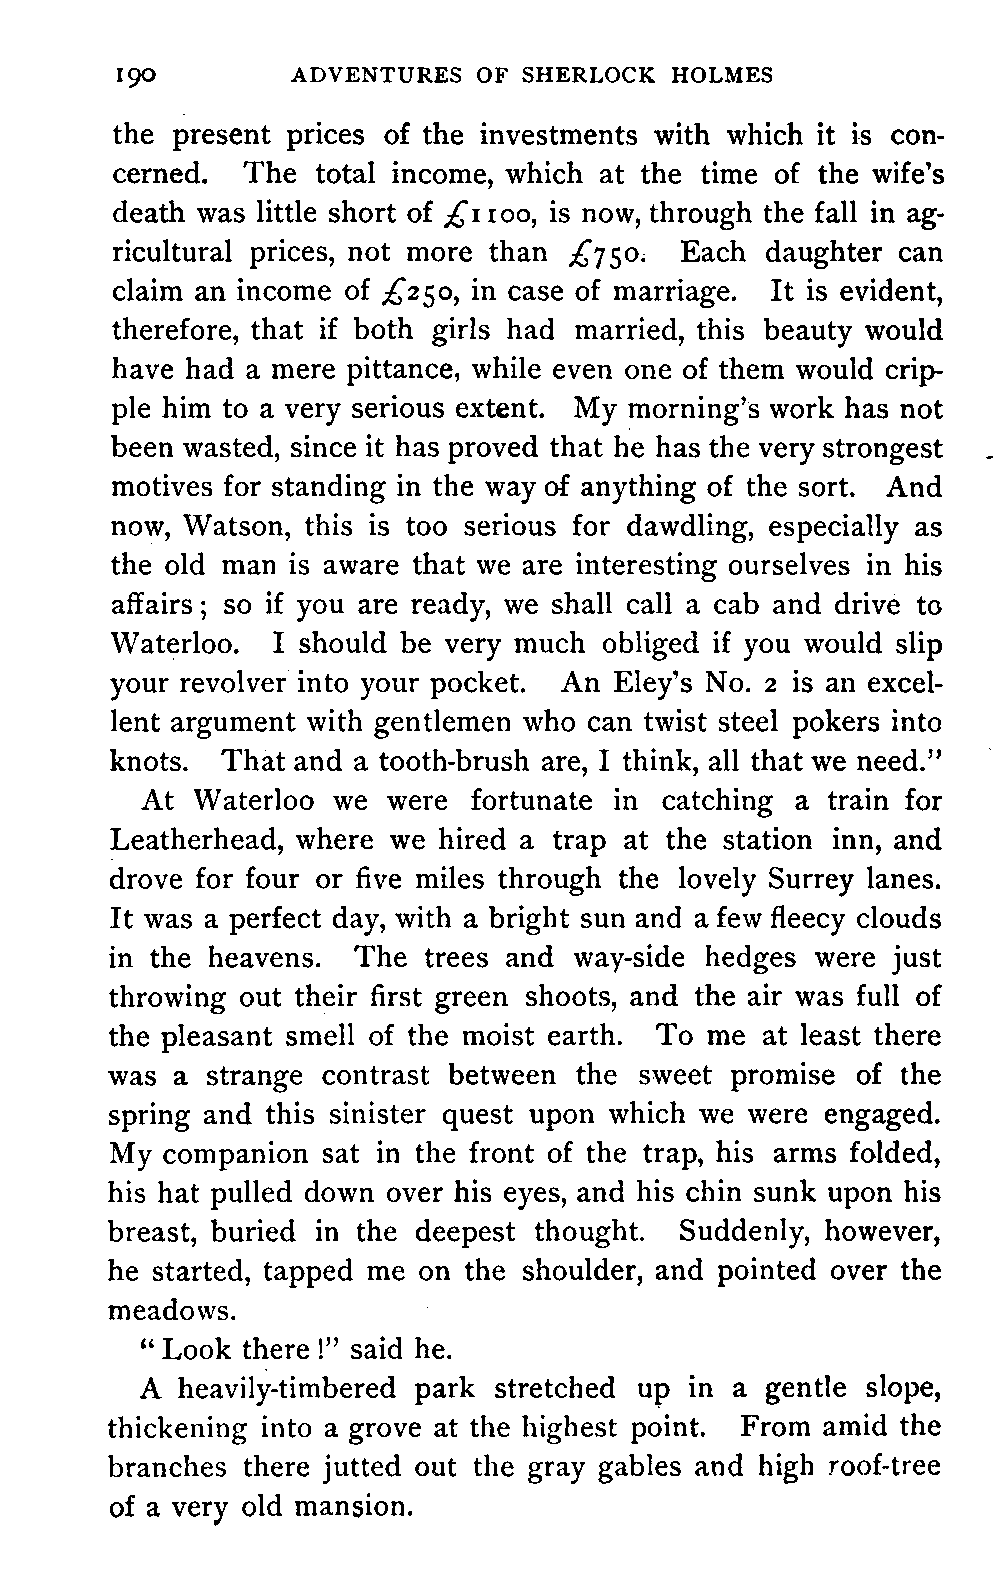 190 ADVENTURES OF SHERLOCK HOLMES
the present prices of the investments with which it is con-
cerned. The total income, which at the time of the wife's
death was little short of £1100, is now, through the fall in ag-
ricultural prices, not more than £750. Each daughter can
claim an income of £250, in case of marriage. It is evident,
therefore, that if both girls had married, this beauty would
have had a mere pittance, while even one of them would crip-
ple him to a very serious extent. My morning's work has not
been wasted, since it has proved that he has the very strongest
motives for standing in the way of anything of the sort. And
now, Watson, this is too serious for dawdling, especially as
the old man is aware that we are interesting ourselves in his
affairs; so if you are ready, we shall call a cab and drive to
Waterloo. I should be very much obliged if you would slip
your revolver into your pocket. An Eley's No. 2 is an excel-
lent argument with gentlemen who can twist steel pokers into
knots. That and a tooth-brush are, I think, all that we need."
At Waterloo we were fortunate in catching a train for
Leatherhead, where we hired a trap at the station inn, and
drove for four or five miles through the lovely Surrey lanes.
It was a perfect day, with a bright sun and a few fleecy clouds
in the heavens. The trees and way-side hedges were just
throwing out their first green shoots, and the air was full of
the pleasant smell of the moist earth. To me at least there
was a strange contrast between the sweet promise of the
spring and this sinister quest upon which we were engaged.
My companion sat in the front of the trap, his arms folded,
his hat pulled down over his eyes, and his chin sunk upon his
breast, buried in the deepest thought. Suddenly, however,
he started, tapped me on the shoulder, and pointed over the
meadows.
"Look there!" said he.
A heavily-timbered park stretched up in a gentle slope,
thickening into a grove at the highest point. From amid the
branches there jutted out the gray gables and high roof-tree
of a very old mansion.